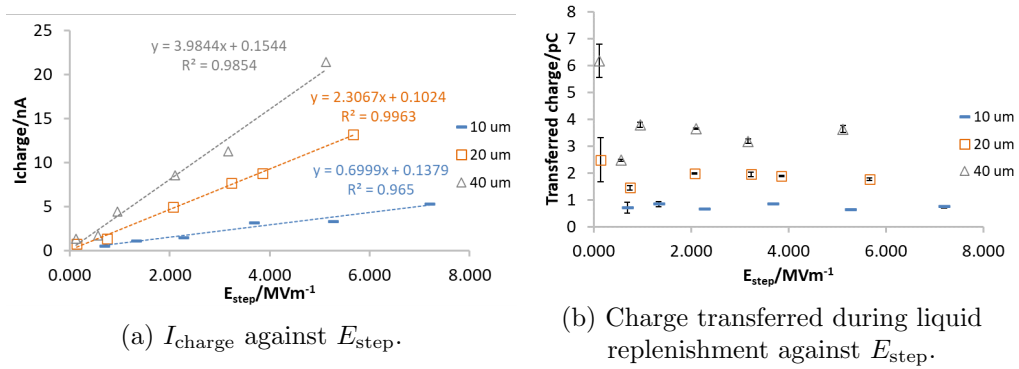 25
20
15
10
5
0
Icharge/nA
y = 3.9844x + 0.1544
R² = 0.9854
y = 2.3067x + 0.1024
R² = 0.9963
y = 0.6999x + 0.1379
R² = 0.965
10 um
20 um
40 um
0.000 2.000 4.000 6.000 8.000
Estep/MVm-1
(a) Icharge against Estep.
8
7
6
5
4
3
2
1
0
Transferred charge/pC
10 um
20 um
40 um
0.000 2.000 4.000 6.000 8.000
Estep/MVm-1
(b) Charge transferred during liquid
replenishment against Estep.